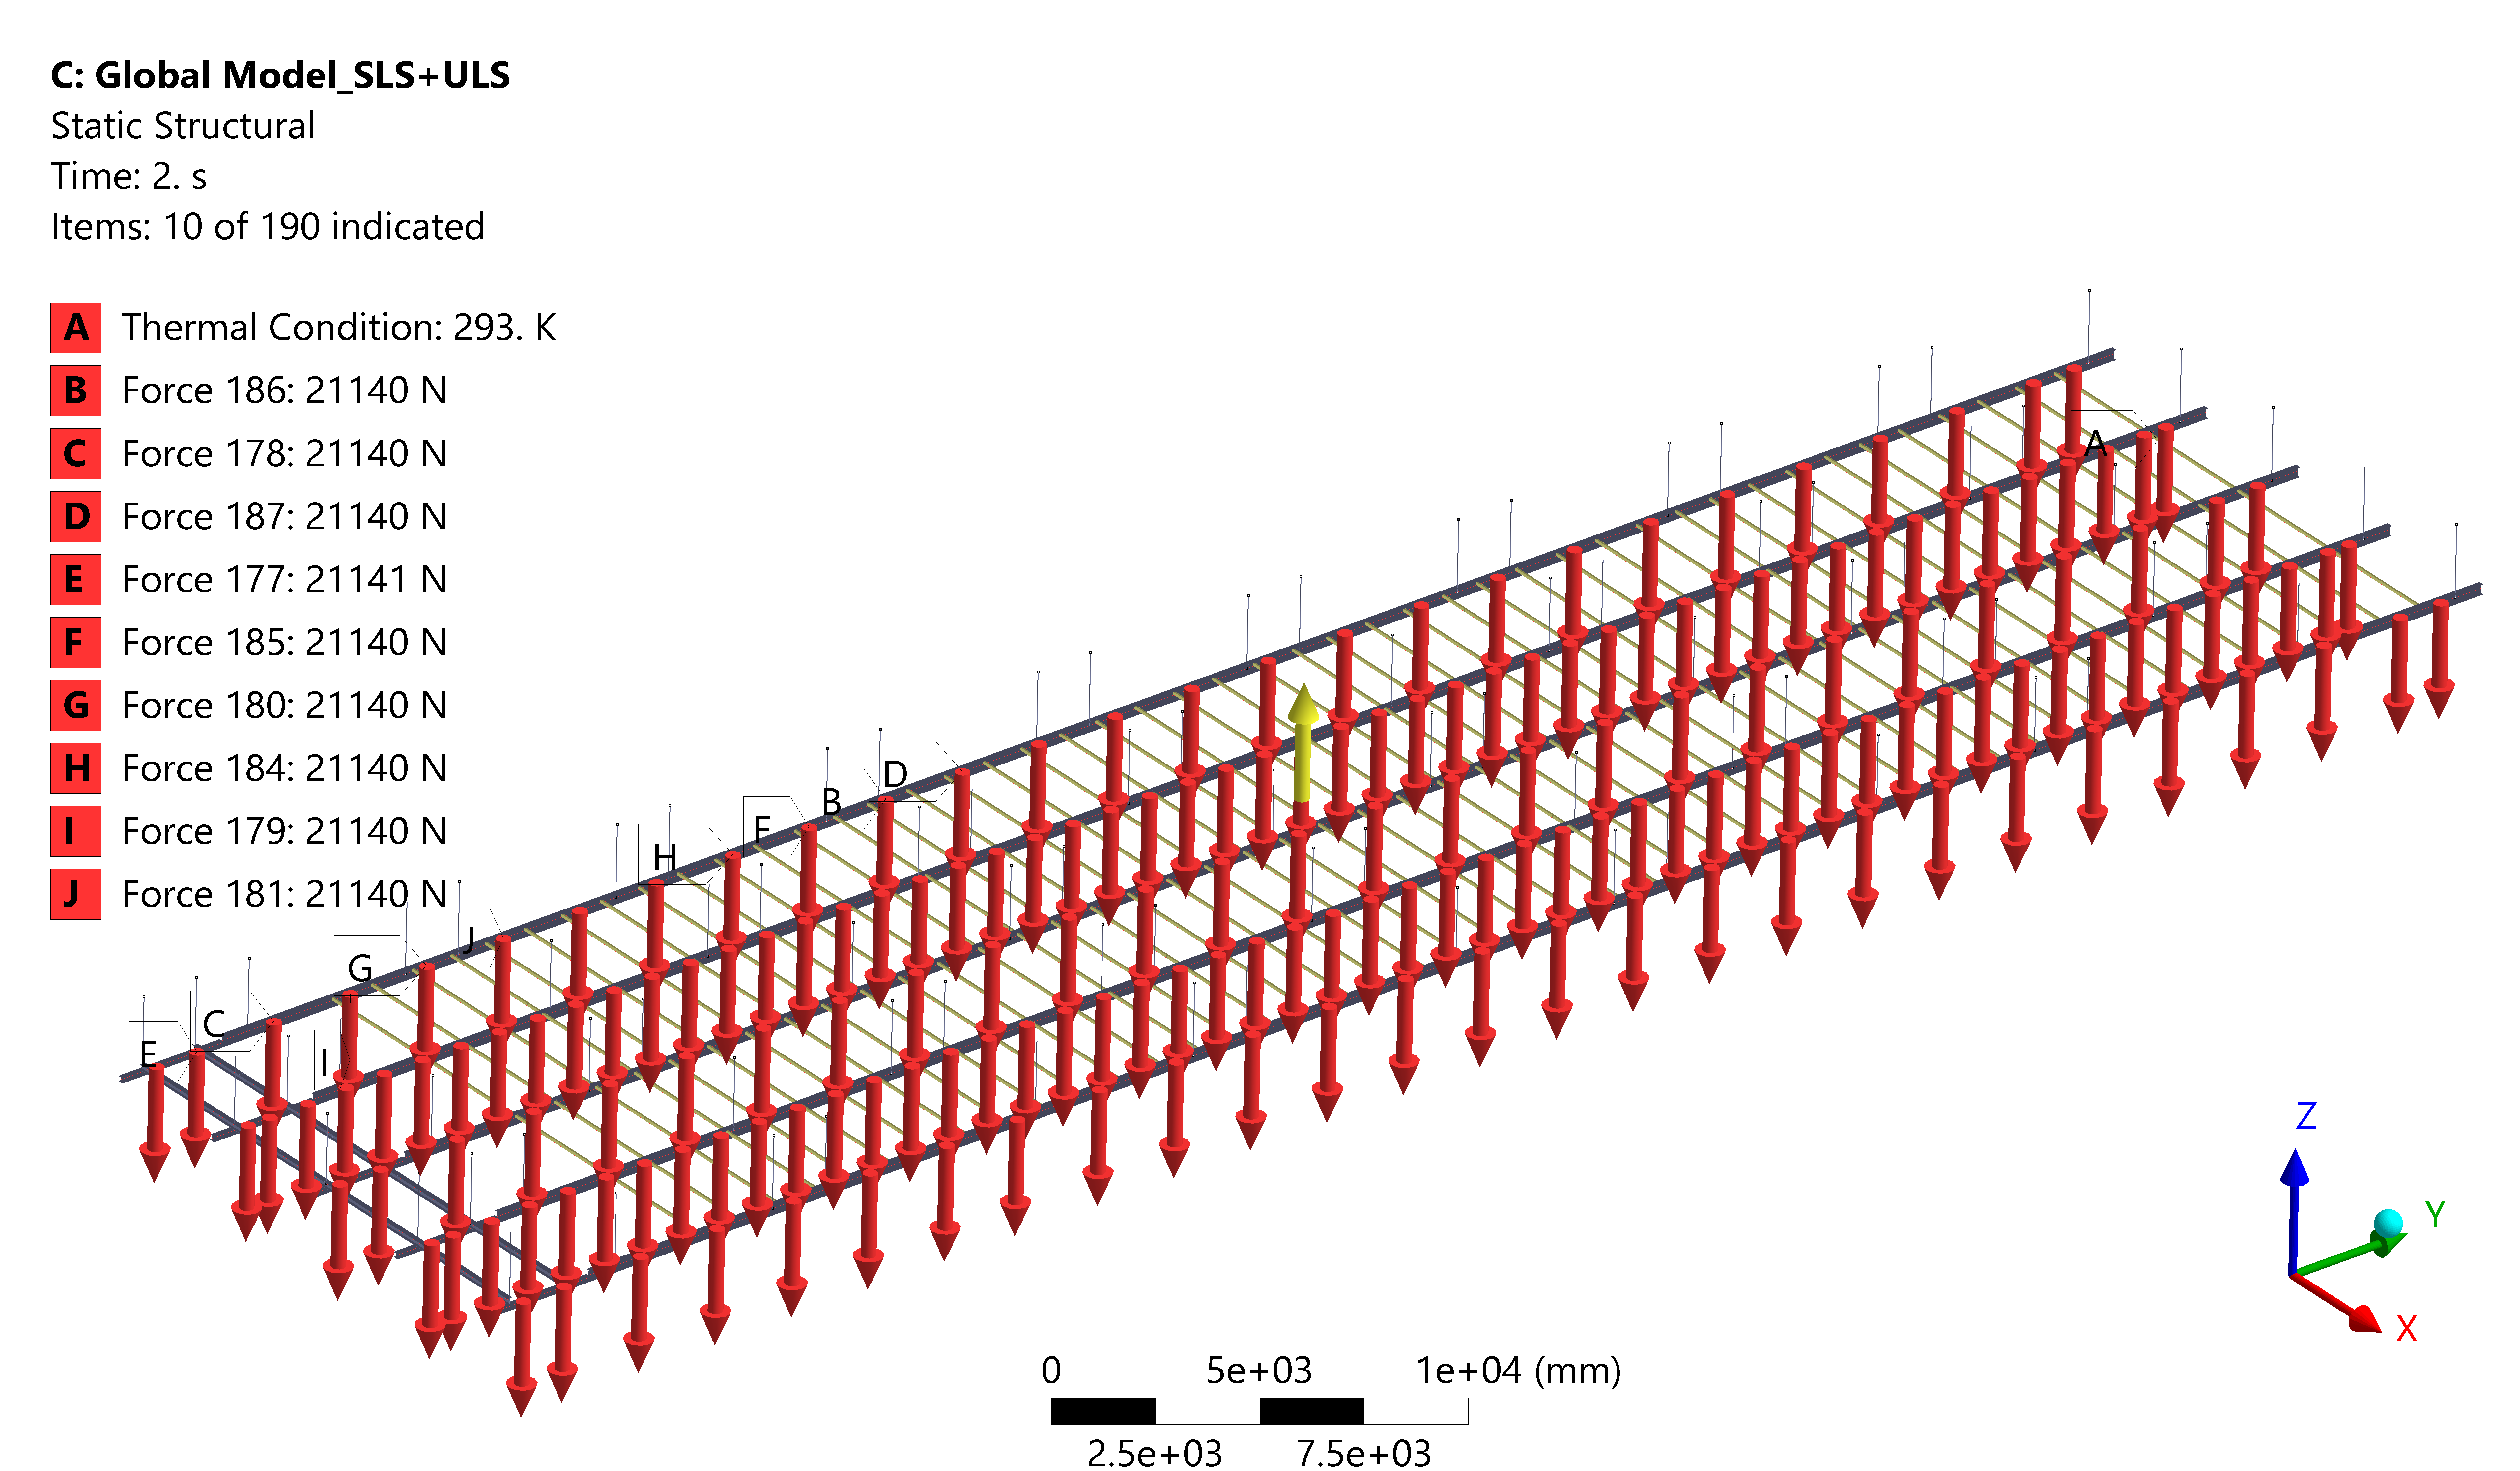 C: Global Model_SLS+ULS
Static Structural
Time: 2. s
Items: 10 of 190 indicated
A Thermal Condition: 293. K
B Force 186: 21140 N
C Force 178: 21140 N
D Force 187: 21140 N
E Force 177: 21141 N
F Force 185: 21140 N
G Force 180: 21140 N
H Force 184: 21140 N
I Force 179: 21140 N
J Force 181: 21140 N
A
D
B
F
H
J
G
C
I
E
Z
Y
X
0 5e+03 1e+04 (mm)
2.5e+03 7.5e+03